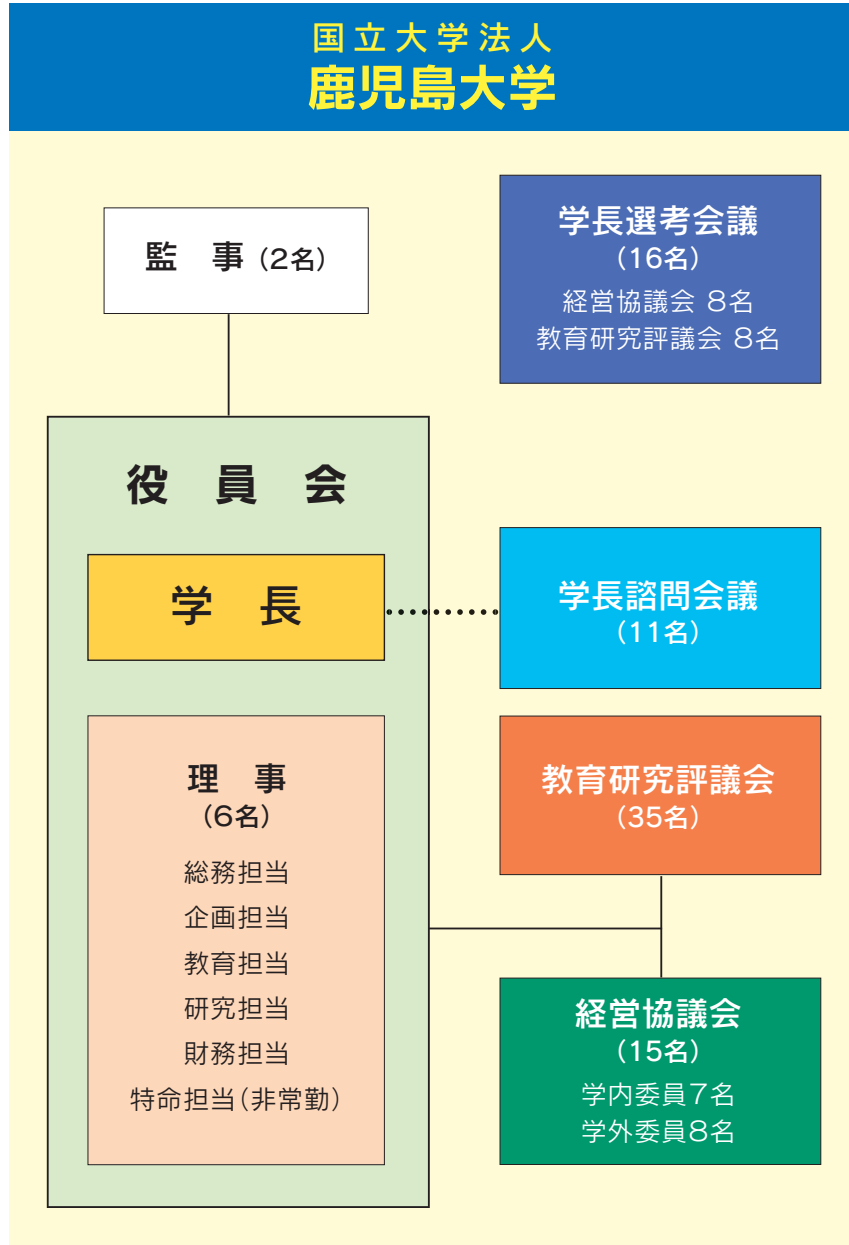 国立大学法人
鹿児島大学
監　事（2名）
学長選考会議
（16名）
経営協議会 8名
教育研究評議会 8名
役　員　会
学　長
学長諮問会議
（11名）
理　事
（6名）
総務担当
企画担当
教育担当
研究担当
財務担当
特命担当（非常勤）
教育研究評議会
（35名）
経営協議会
（15名）
学内委員7名
学外委員8名